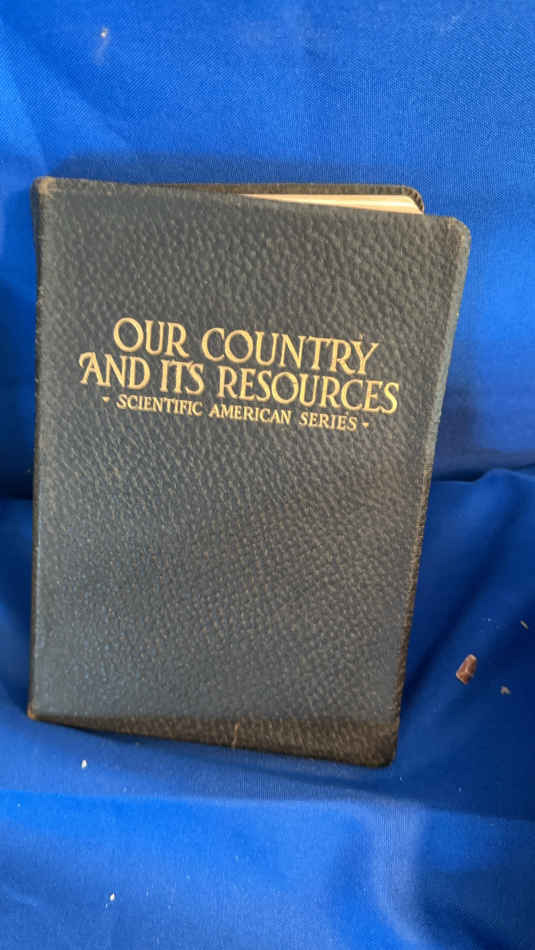 OUR COUNTRY
AND ITS RESOURCES
- SCIENTIFIC AMERICAN SERIES -